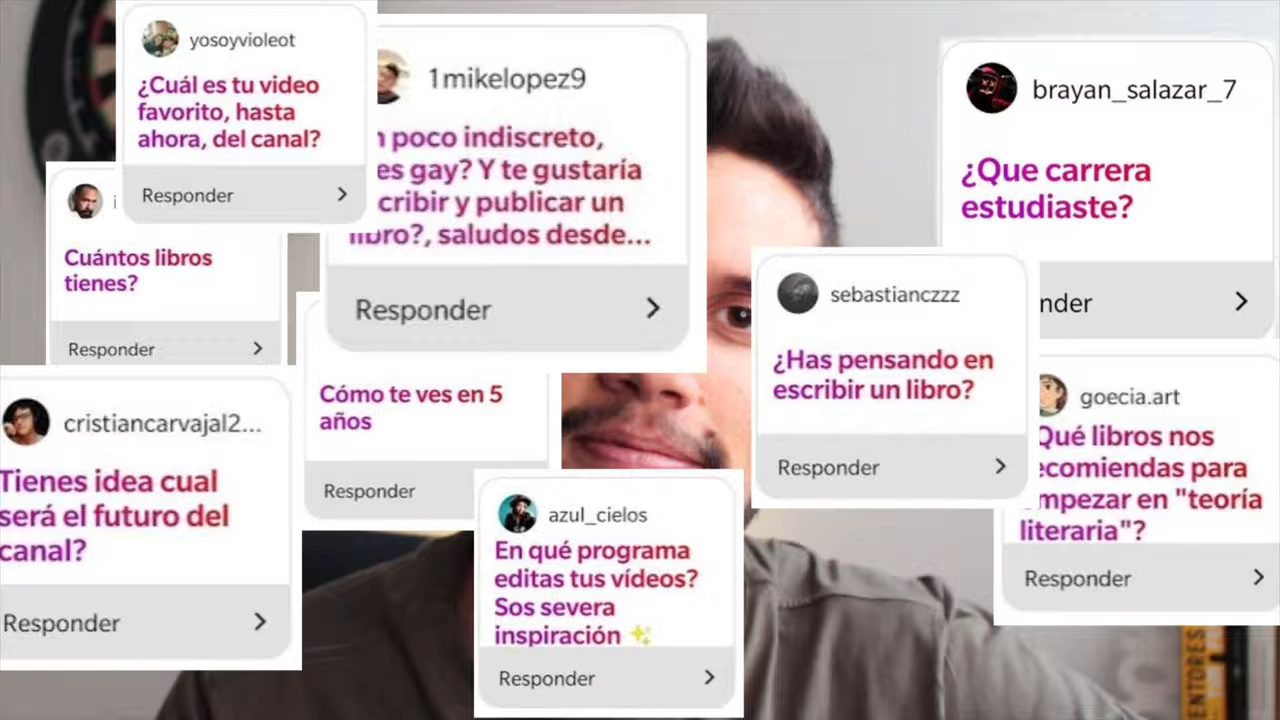 yosoyvioleot
¿Cuál es tu video
favorito, hasta
ahora, del canal?
Responder
1mikelopez9
poco indiscreto,
es gay? Y te gustaría
cribir y publicar un
libro?, saludos desde...
Responder
brayan_salazar_7
¿Que carrera
estudiaste?
nder
Cuántos libros
tienes?
Responder
sebastianczzz
¿Has pensando en
escribir un libro?
Responder
cristiancarvajal2...
Tienes idea cual
será el futuro del
canal?
Responder
Cómo te ves en 5
años
Responder
goecia.art
Qué libros nos
ecomiendas para
mpezar en "teoría
literaria"?
Responder
azul_cielos
En qué programa
editas tus vídeos?
Sos severa
inspiración ✨
Responder
ENTORES